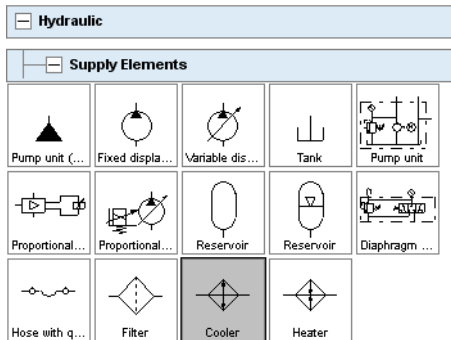 Hydraulic
Supply Elements
Pump unit (...
Fixed displa...
Variable dis...
Tank
Pump unit
Proportional...
Proportional...
Reservoir
Reservoir
Diaphragm ...
Hose with q...
Filter
Cooler
Heater